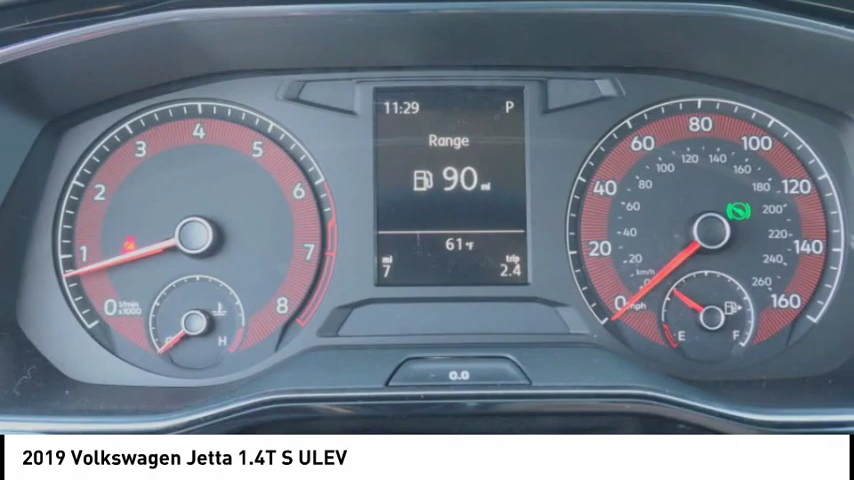 11:29 P
Range
90 mi
61°F
mi trip
7 2.4
0 1 2 3 4 5 6 7 8
1/min
x1000
H
0 20 40 60 80 100 120 140 160
mph
0 20 40 60 80 100 120 140 160 180 200 220 240 260
km/h
E F
0.0
2019 Volkswagen Jetta 1.4T S ULEV